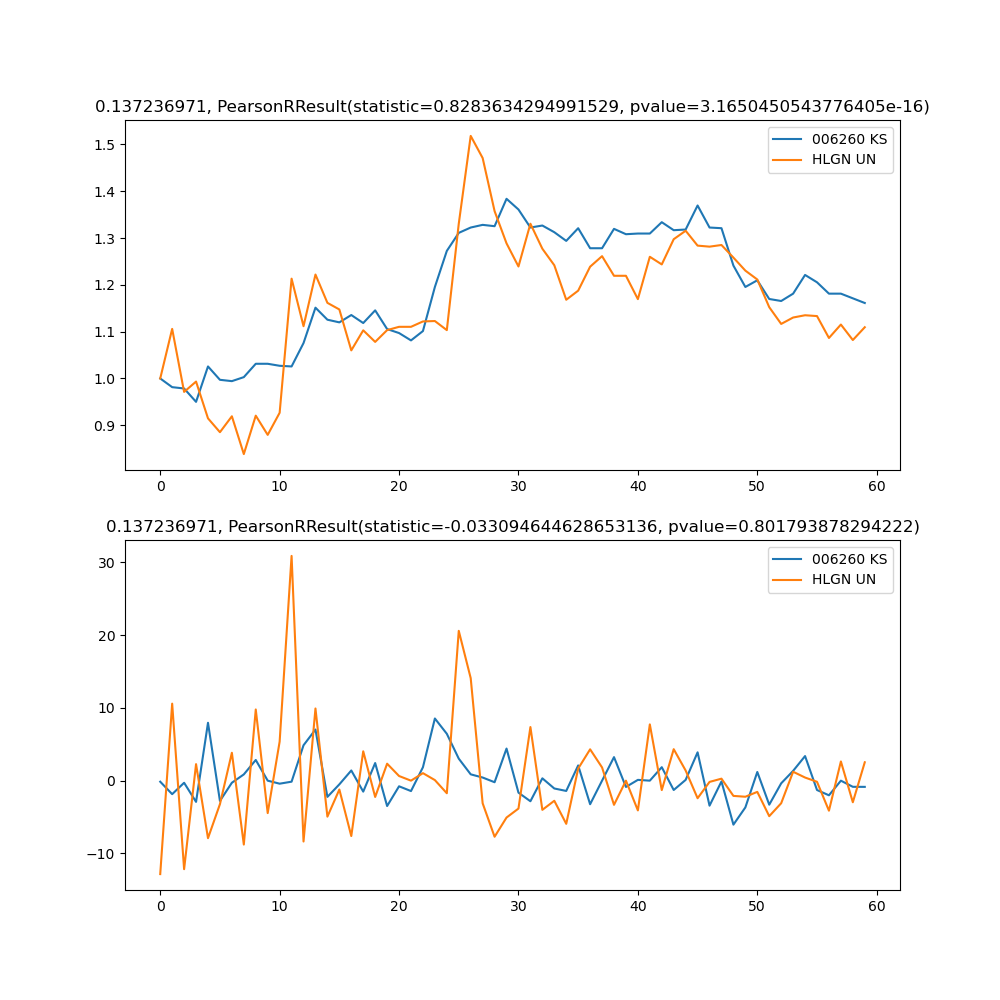 0.137236971, PearsonRResult(statistic=0.8283634294991529, pvalue=3.1650450543776405e-16)
006260 KS
HLGN UN
1.5
1.4
1.3
1.2
1.1
1.0
0.9
0 10 20 30 40 50 60
0.137236971, PearsonRResult(statistic=-0.033094644628653136, pvalue=0.801793878294222)
006260 KS
HLGN UN
30
20
10
0
−10
0 10 20 30 40 50 60